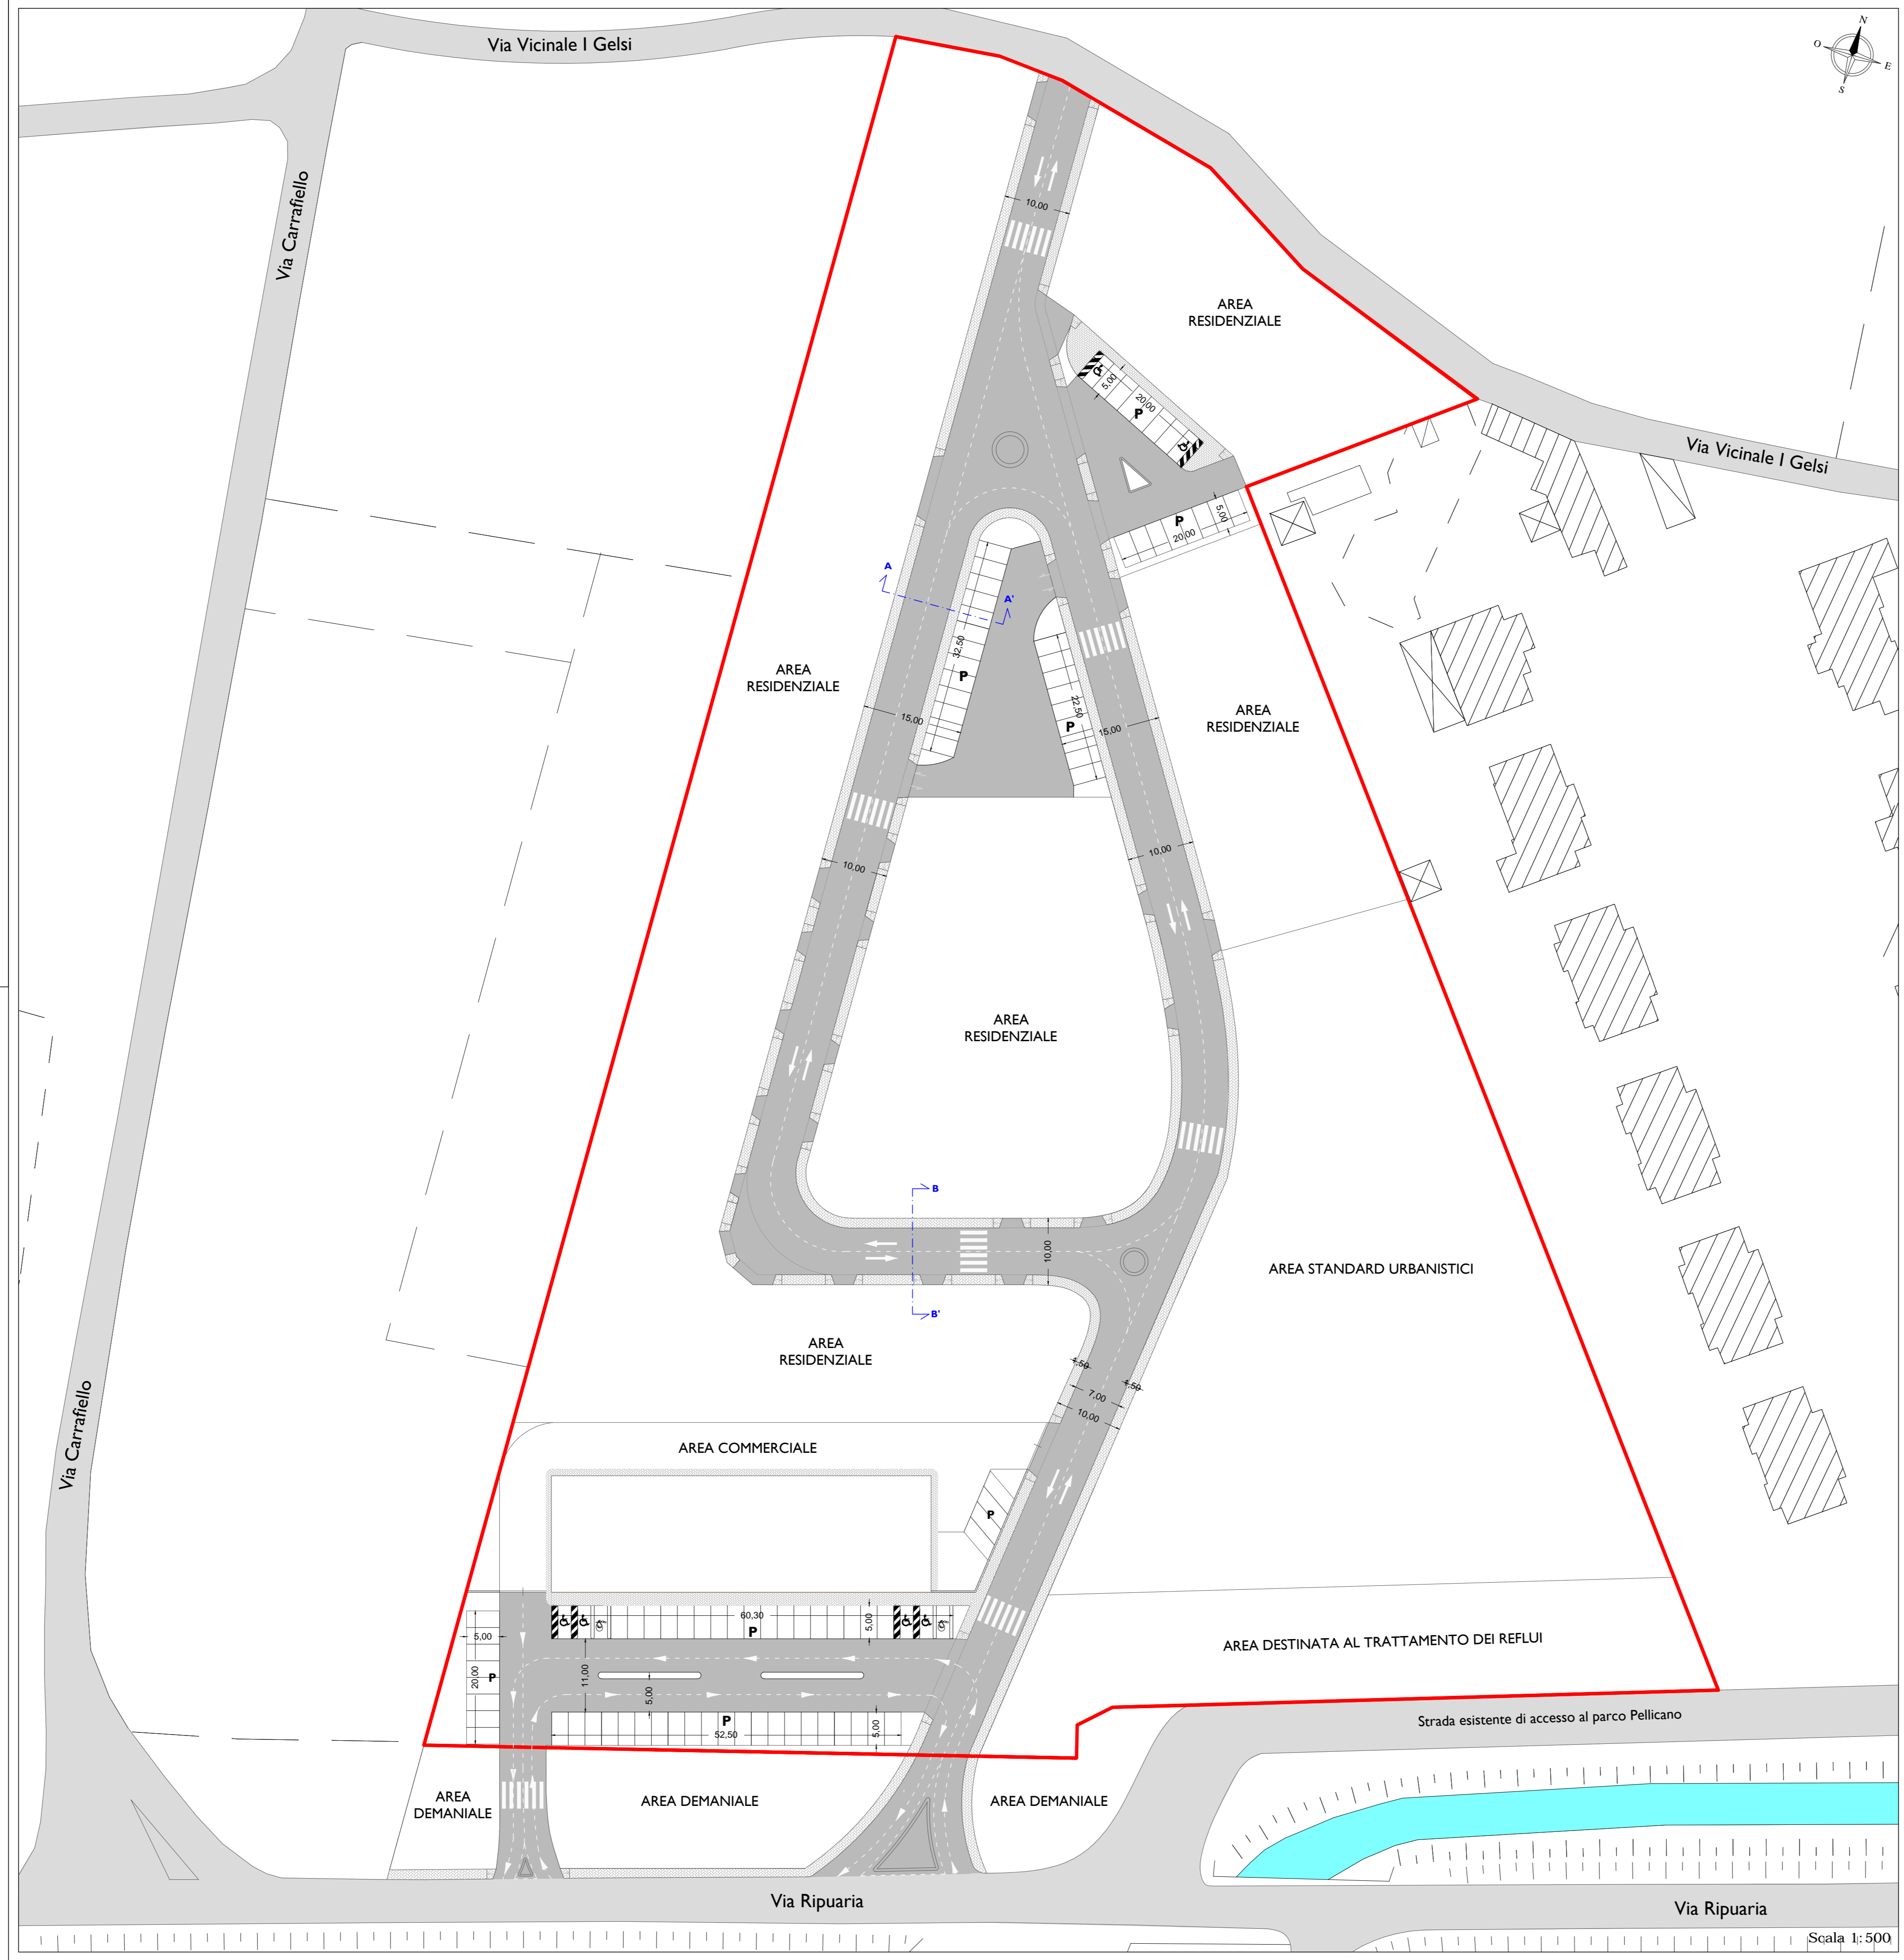 Via Vicinale I Gelsi
N
O
E
S
Via Carrafiello
10,00
AREA
RESIDENZIALE
5,00
20,00
P
Via Vicinale I Gelsi
P
5,00
20,00
A
A'
32,50
P
AREA
RESIDENZIALE
22,50
P
AREA
RESIDENZIALE
15,00
15,00
10,00
10,00
AREA
RESIDENZIALE
B
10,00
AREA STANDARD URBANISTICI
B'
AREA
RESIDENZIALE
1,50
1,50
7,00
10,00
Via Carrafiello
AREA COMMERCIALE
P
60,30
5,00
P
5,00
20,00
P
11,00
5,00
AREA DESTINATA AL TRATTAMENTO DEI REFLUI
P
52,50
5,00
Strada esistente di accesso al parco Pellicano
AREA
DEMANIALE
AREA DEMANIALE
AREA DEMANIALE
Via Ripuaria
Via Ripuaria
Scala 1:500